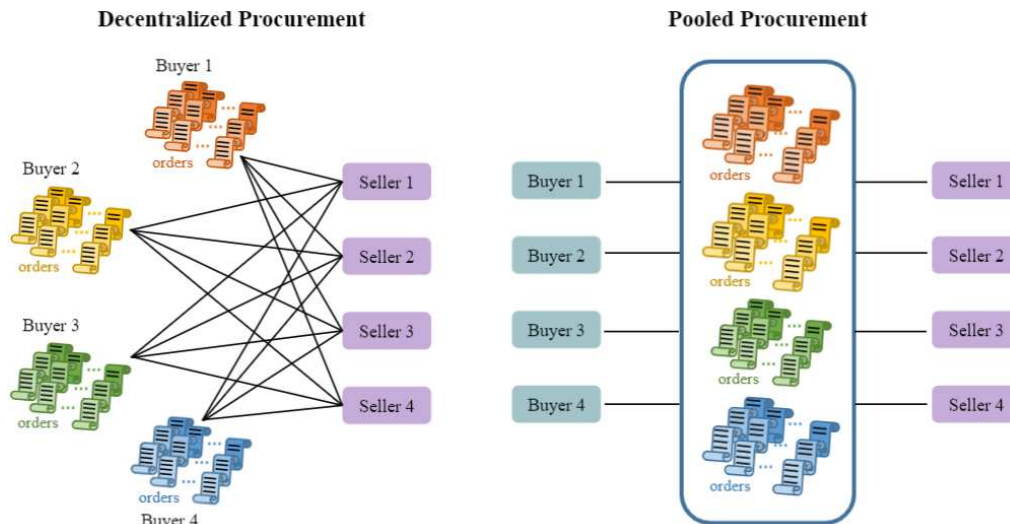 Decentralized Procurement
Buyer 1
orders
Buyer 2
orders
Buyer 3
orders
orders
Buyer 4
Seller 1
Seller 2
Seller 3
Seller 4
Pooled Procurement
Buyer 1
Buyer 2
Buyer 3
Buyer 4
orders
orders
orders
orders
Seller 1
Seller 2
Seller 3
Seller 4